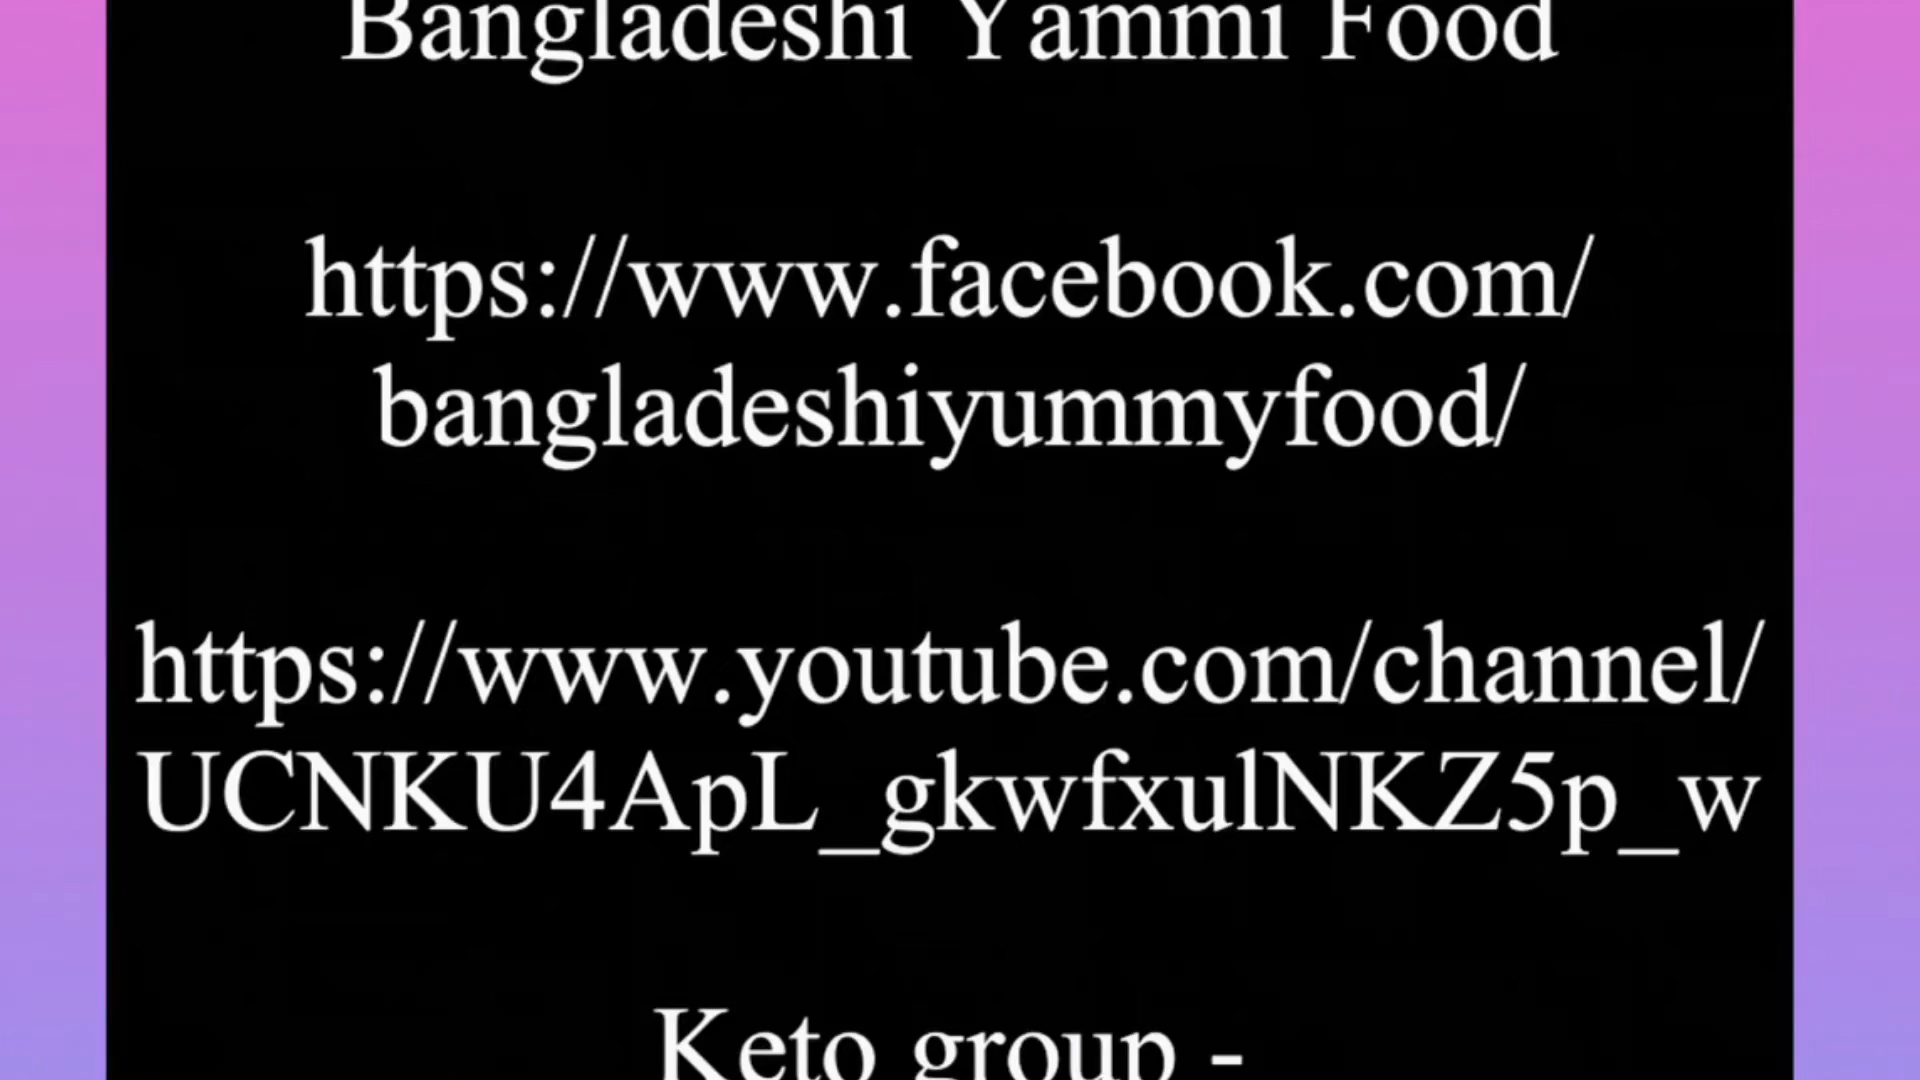 Bangladeshi Yammi Food
https://www.facebook.com/
bangladeshiyummyfood/
https://www.youtube.com/channel/
UCNKU4ApL_gkwfxulNKZ5p_w
Keto group -